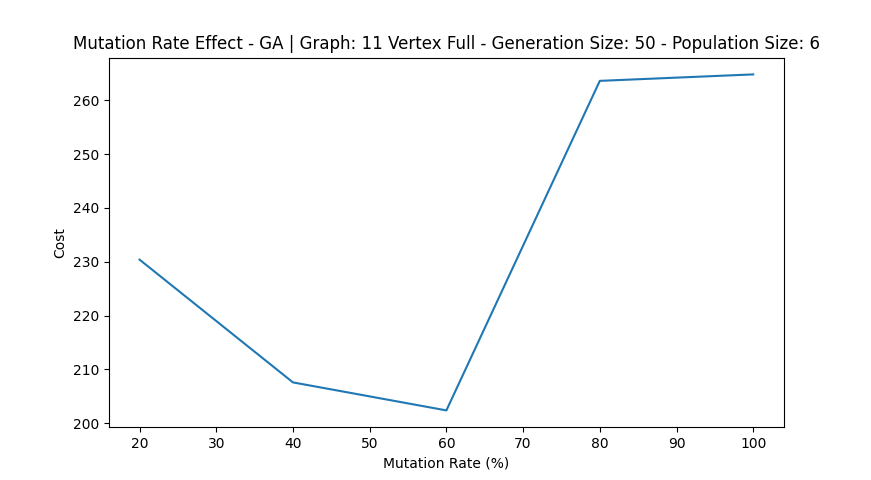 Mutation Rate Effect - GA | Graph: 11 Vertex Full - Generation Size: 50 - Population Size: 6
260
250
240
230
220
210
200
Cost
20 30 40 50 60 70 80 90 100
Mutation Rate (%)